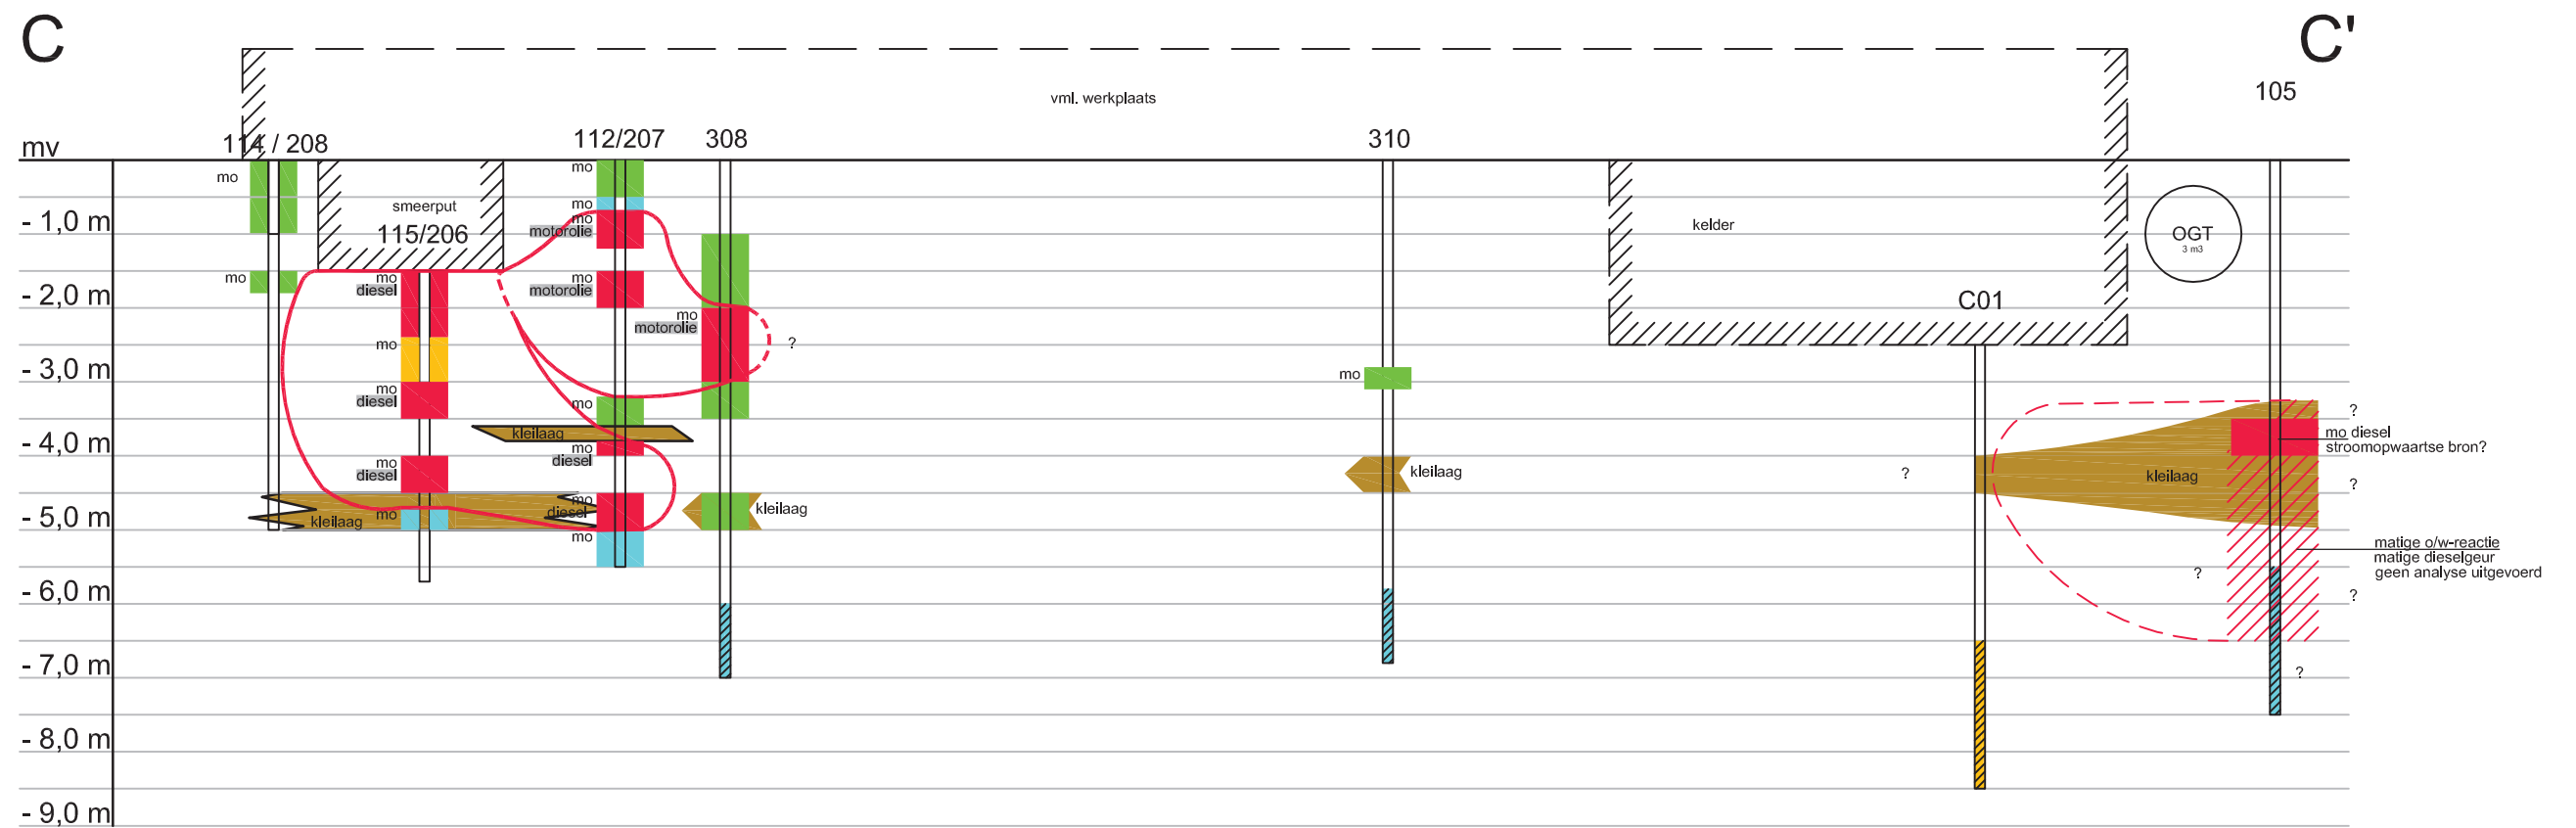 C
C'
vml. werkplaats
105
mv
114 / 208
112/207
308
310
mo
mo
smeerput
115/206
mo
mo
mo
motorolie
- 1,0 m
kelder
OGT
3 m3
mo
mo
diesel
mo
motorolie
- 2,0 m
C01
mo
motorolie
?
mo
- 3,0 m
mo
diesel
mo
mo
?
kleilaag
mo diesel
stroomopwaartse bron?
- 4,0 m
mo
diesel
mo
diesel
kleilaag
?
kleilaag
?
- 5,0 m
kleilaag
mo
mo
diesel
kleilaag
mo
matige o/w-reactie
matige dieselgeur
geen analyse uitgevoerd
?
- 6,0 m
?
- 7,0 m
?
- 8,0 m
- 9,0 m